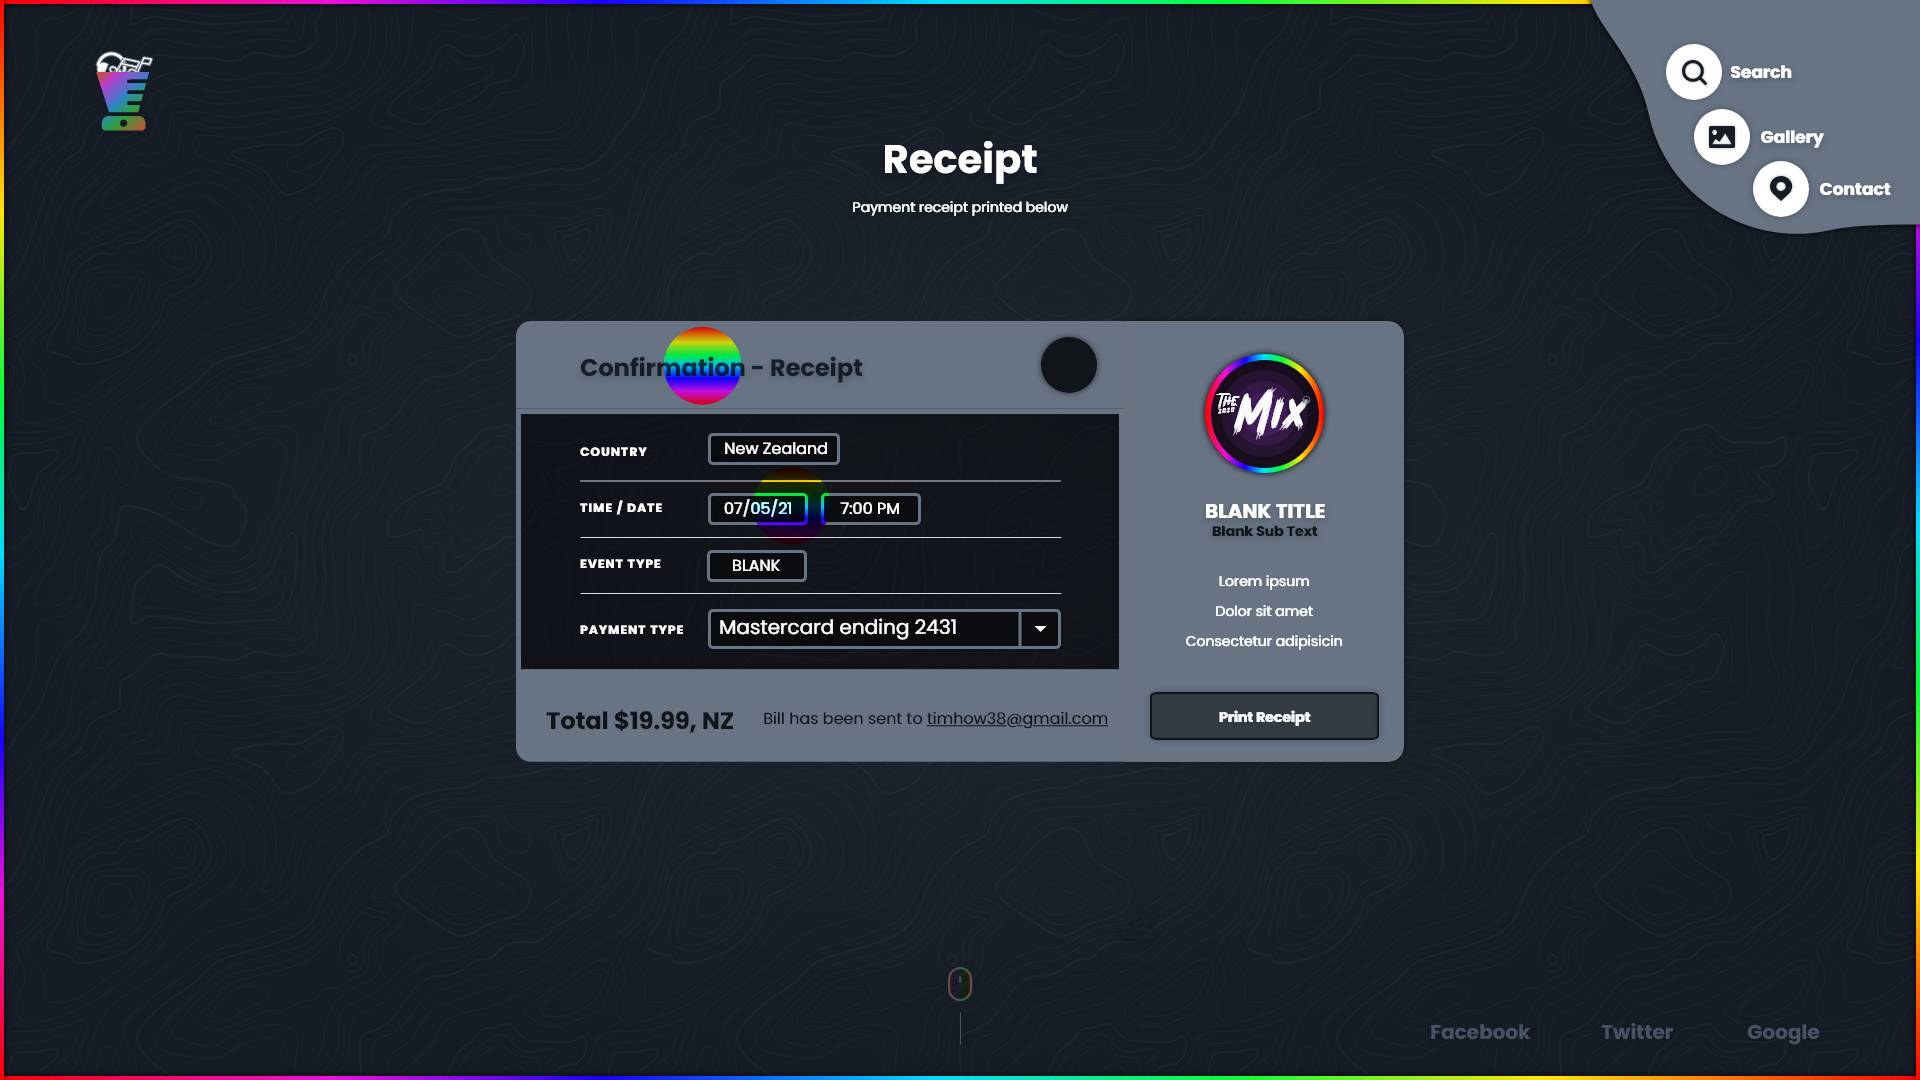 Search
Gallery
Contact
Receipt
Payment receipt printed below
Confirmation - Receipt
COUNTRY
New Zealand
TIME / DATE
07/05/21
7:00 PM
EVENT TYPE
BLANK
PAYMENT TYPE
Mastercard ending 2431
Total $19.99, NZ
Bill has been sent to timhow38@gmail.com
THE
2020
MIX
BLANK TITLE
Blank Sub Text
Lorem ipsum
Dolor sit amet
Consectetur adipisicin
Print Receipt
Facebook
Twitter
Google